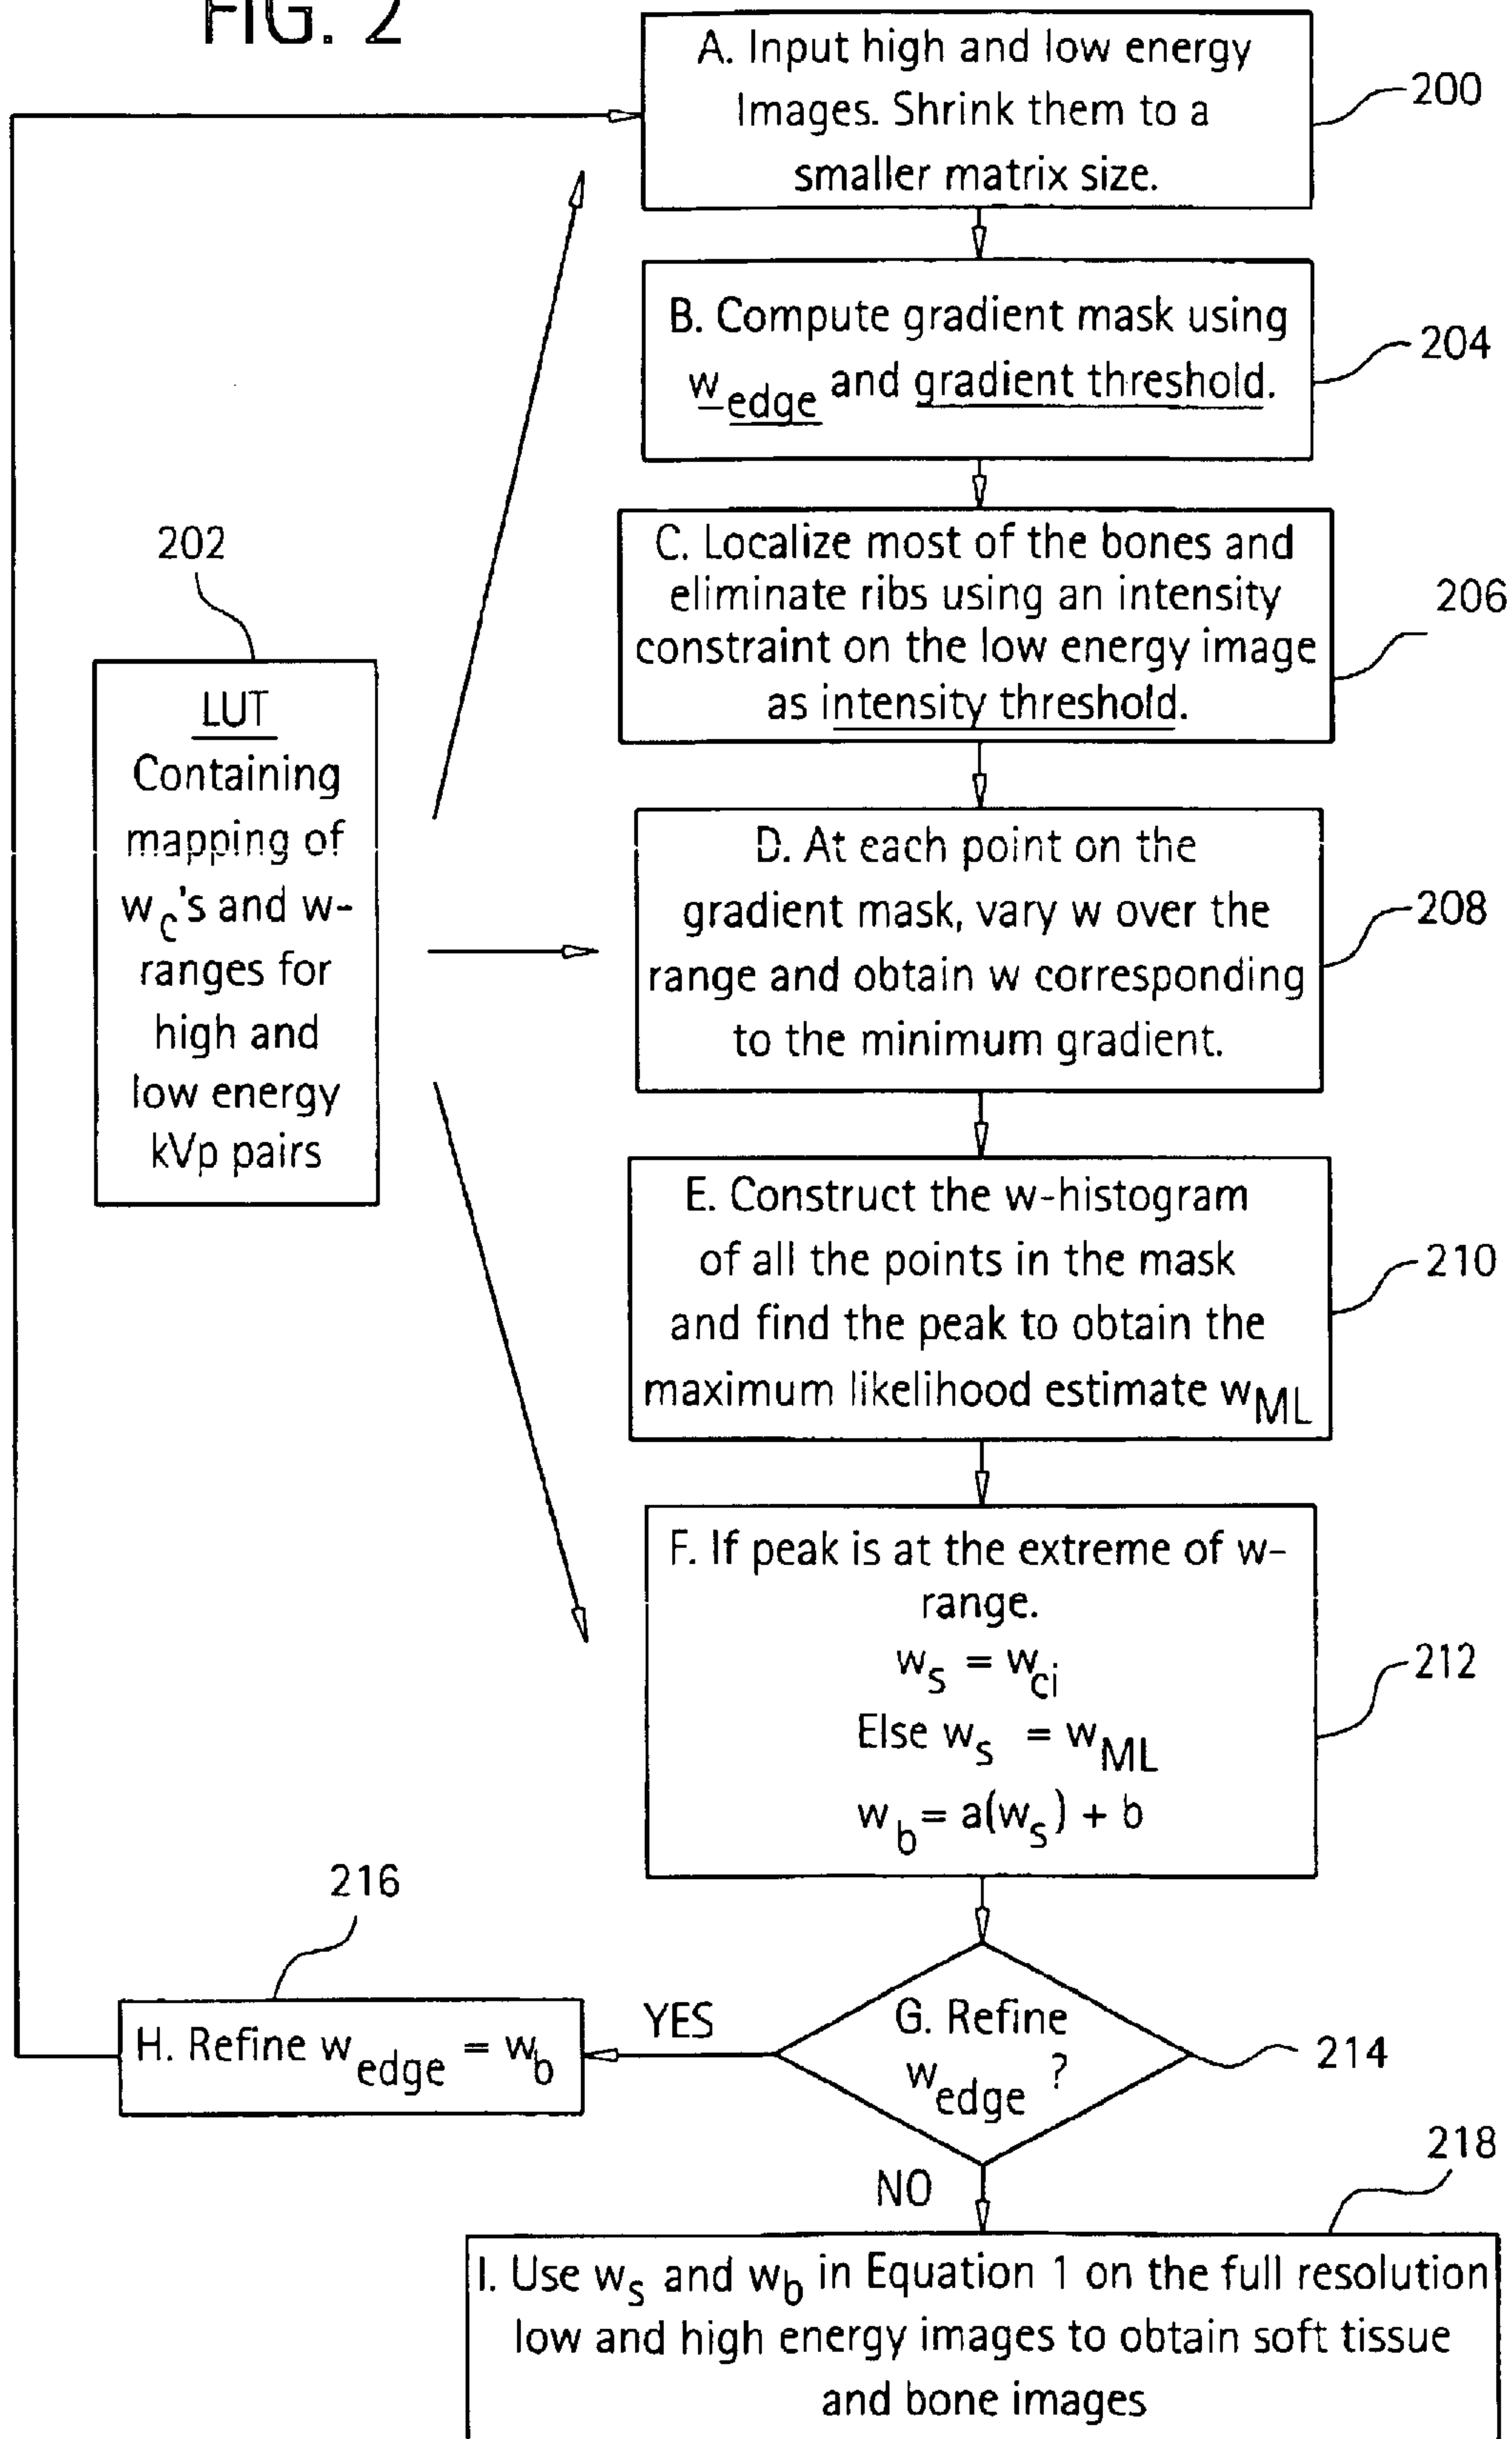 FIG. 2
A. Input high and low energy
Images. Shrink them to a
smaller matrix size.
200
B. Compute gradient mask using
w_edge and gradient threshold.
204
C. Localize most of the bones and
eliminate ribs using an intensity
constraint on the low energy image
as intensity threshold.
206
202
LUT
Containing
mapping of
w_c's and w-
ranges for
high and
low energy
kVp pairs
D. At each point on the
gradient mask, vary w over the
range and obtain w corresponding
to the minimum gradient.
208
E. Construct the w-histogram
of all the points in the mask
and find the peak to obtain the
maximum likelihood estimate w_ML
210
F. If peak is at the extreme of w-
range.
w_s = w_ci
Else w_s = w_ML
w_b = a(w_s) + b
212
G. Refine
w_edge ?
214
YES
216
H. Refine w_edge = w_b
NO
218
I. Use w_s and w_b in Equation 1 on the full resolution
low and high energy images to obtain soft tissue
and bone images